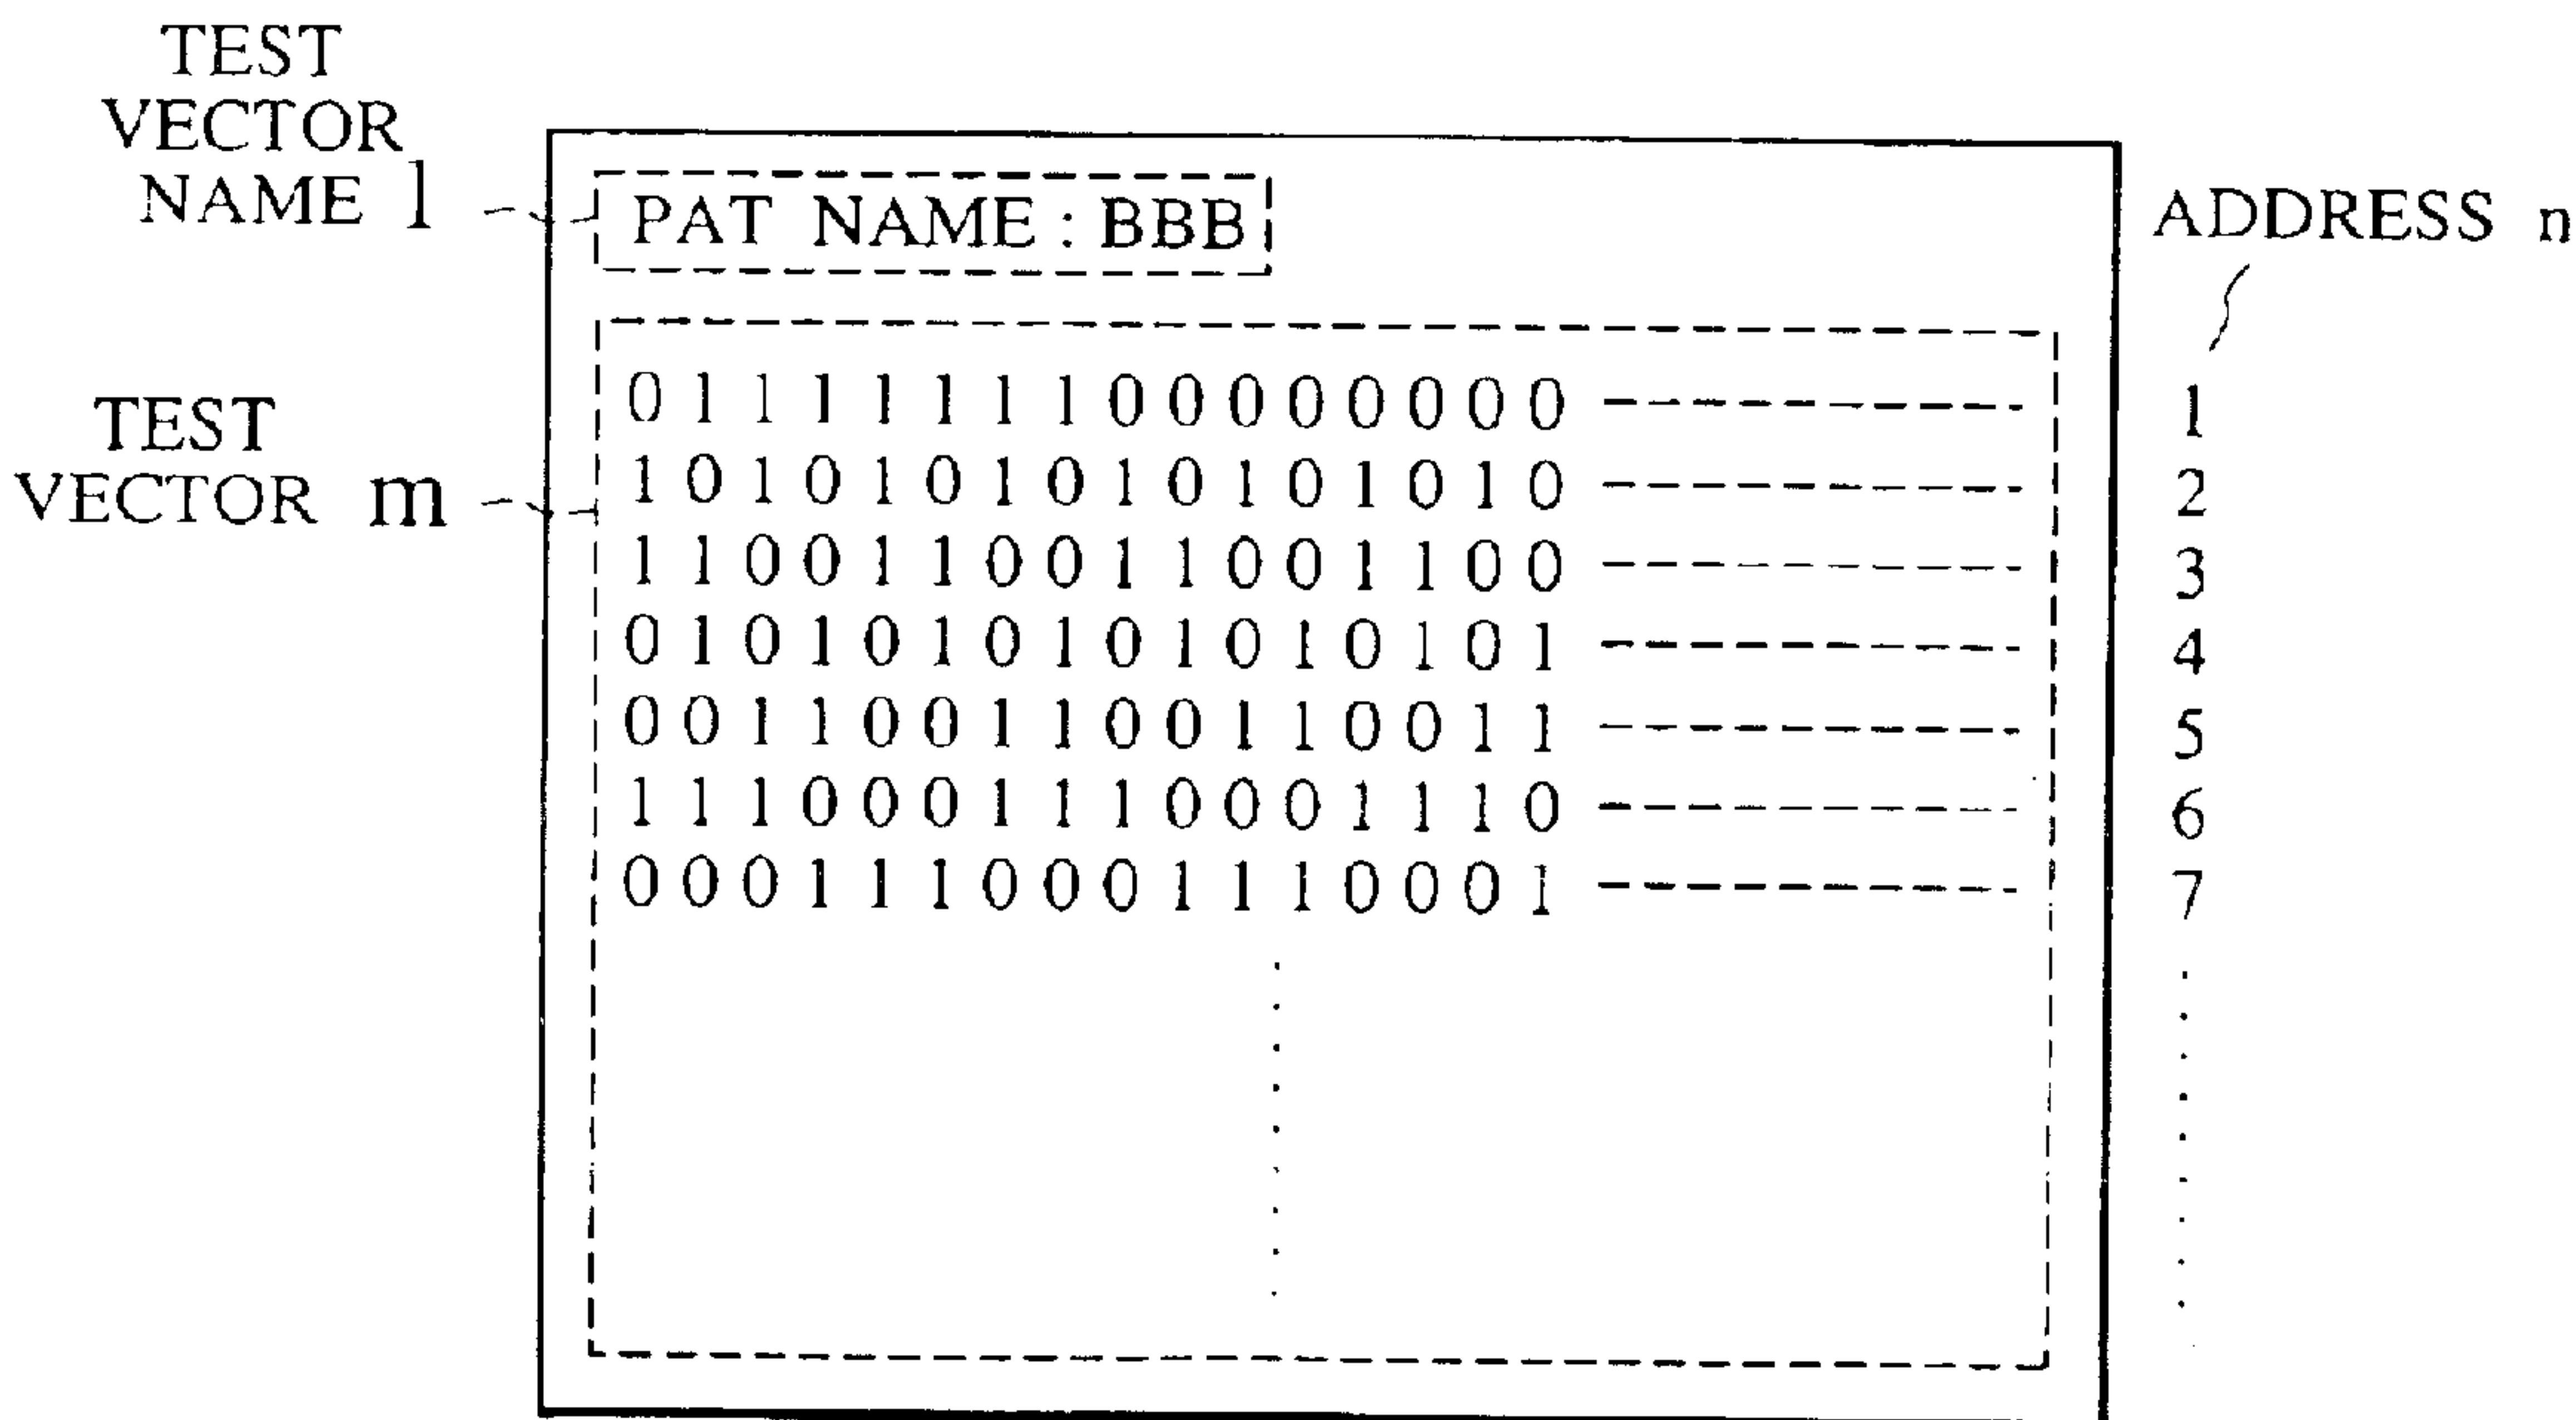 TEST
VECTOR
NAME l
PAT NAME : BBB
ADDRESS n
TEST
VECTOR m
0 1 1 1 1 1 1 1 0 0 0 0 0 0 0 0 1
1 0 1 0 1 0 1 0 1 0 1 0 1 0 1 0 2
1 1 0 0 1 1 0 0 1 1 0 0 1 1 0 0 3
0 1 0 1 0 1 0 1 0 1 0 1 0 1 0 1 4
0 0 1 1 0 0 1 1 0 0 1 1 0 0 1 1 5
1 1 1 0 0 0 1 1 1 0 0 0 1 1 1 0 6
0 0 0 1 1 1 0 0 0 1 1 1 0 0 0 1 7